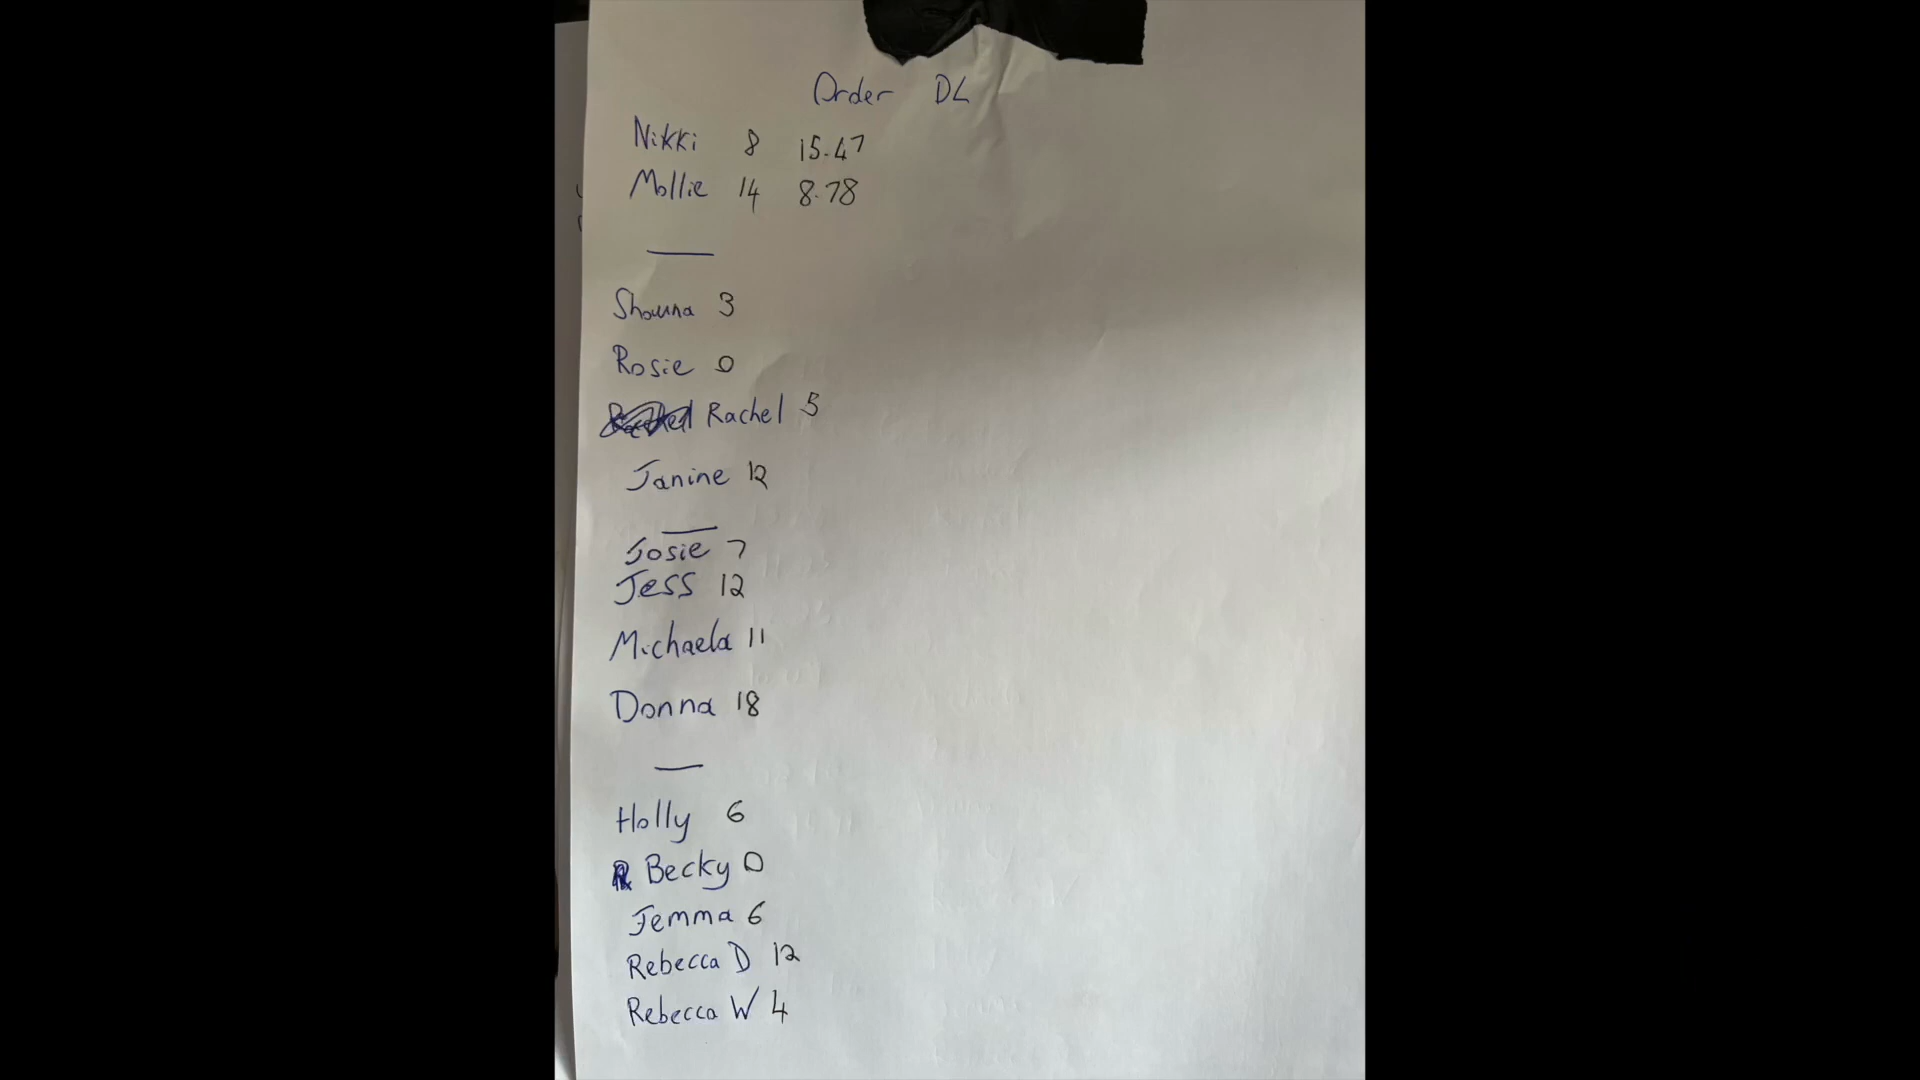 Order DL
Nikki 8 15.47
Mollie 14 8.78
Shauna 3
Rosie 0
Rachel 5
Janine 12
Josie 7
Jess 12
Michaela 11
Donna 18
Holly 6
Becky 0
Jemma 6
Rebecca D 12
Rebecca W 4